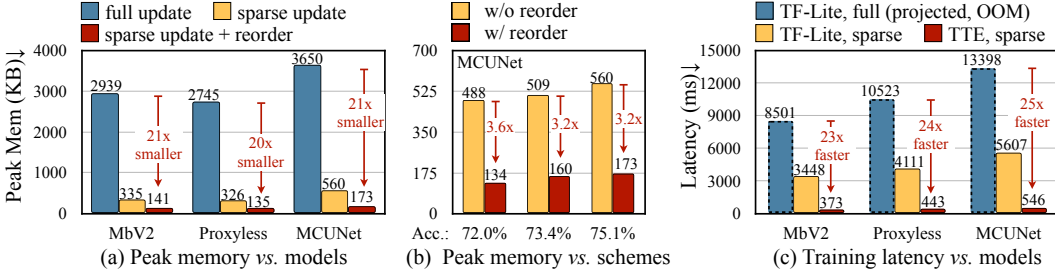 full update
sparse update
sparse update + reorder
Peak Mem (KB)↓
4000
3000
2000
1000
0
2939
335
141
21x
smaller
2745
326
135
20x
smaller
3650
560
173
21x
smaller
MbV2
Proxyless
MCUNet
(a) Peak memory vs. models
w/o reorder
w/ reorder
MCUNet
700
525
350
175
0
488
134
3.6x
509
160
3.2x
560
173
3.2x
Acc.: 72.0% 73.4% 75.1%
(b) Peak memory vs. schemes
TF-Lite, full (projected, OOM)
TF-Lite, sparse
TTE, sparse
Latency (ms)↓
15000
12000
9000
6000
3000
0
8501
3448
373
23x
faster
10523
4111
443
24x
faster
13398
5607
546
25x
faster
MbV2
Proxyless
MCUNet
(c) Training latency vs. models